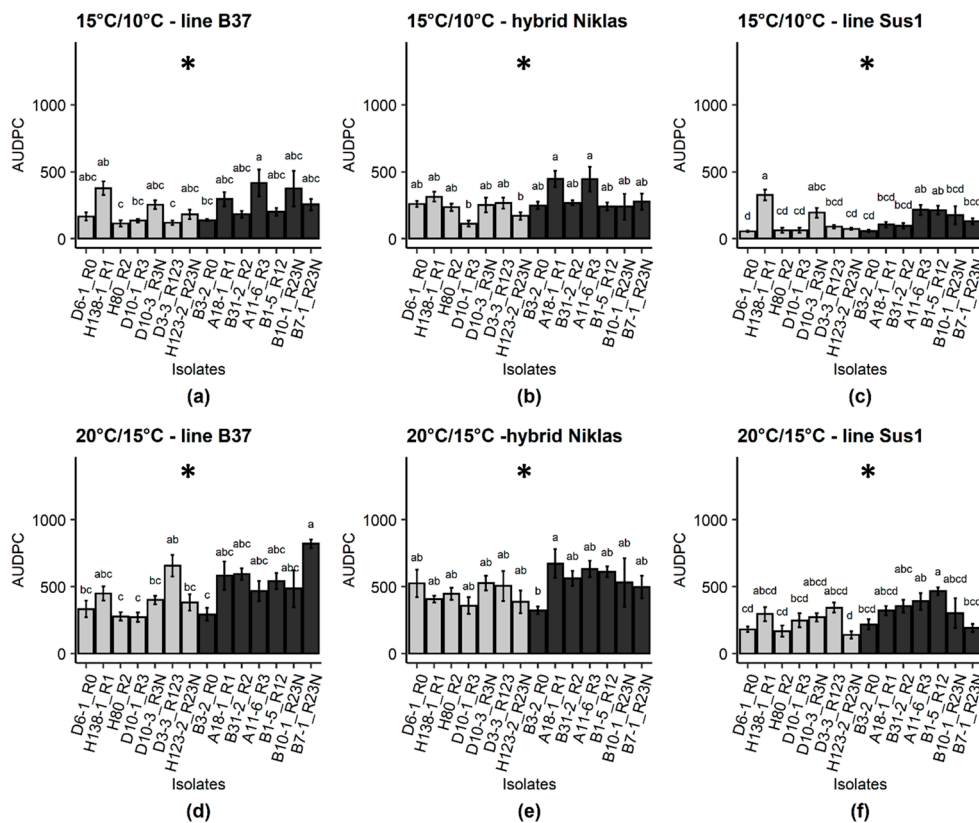 15°C/10°C - line B37
*
AUDPC
1000
500
0
abc ab c bc abc c abc bc abc abc a abc abc abc
D6-1_R0
H138-1_R1
H80_R2
D10-1_R3
D10-3_R3N
D3-3_R123
H123-2_R23N
B3-2_R0
A18-1_R1
B31-2_R2
A11-6_R3
B1-5_R12
B10-1_R23N
B7-1_R23N
Isolates
(a)
15°C/10°C - hybrid Niklas
*
AUDPC
1000
500
0
ab ab ab b ab ab b ab a ab a ab ab ab
D6-1_R0
H138-1_R1
H80_R2
D10-1_R3
D10-3_R3N
D3-3_R123
H123-2_R23N
B3-2_R0
A18-1_R1
B31-2_R2
A11-6_R3
B1-5_R12
B10-1_R23N
B7-1_R23N
Isolates
(b)
15°C/10°C - line Sus1
*
AUDPC
1000
500
0
d a cd cd abc bcd cd cd bcd bcd ab ab abc bcd
D6-1_R0
H138-1_R1
H80_R2
D10-1_R3
D10-3_R3N
D3-3_R123
H123-2_R23N
B3-2_R0
A18-1_R1
B31-2_R2
A11-6_R3
B1-5_R12
B10-1_R23N
B7-1_R23N
Isolates
(c)
20°C/15°C - line B37
*
AUDPC
1000
500
0
bc abc c c bc ab bc c abc abc abc abc abc a
D6-1_R0
H138-1_R1
H80_R2
D10-1_R3
D10-3_R3N
D3-3_R123
H123-2_R23N
B3-2_R0
A18-1_R1
B31-2_R2
A11-6_R3
B1-5_R12
B10-1_R23N
B7-1_R23N
Isolates
(d)
20°C/15°C -hybrid Niklas
*
AUDPC
1000
500
0
ab ab ab ab ab ab ab b a ab ab ab ab ab
D6-1_R0
H138-1_R1
H80_R2
D10-1_R3
D10-3_R3N
D3-3_R123
H123-2_R23N
B3-2_R0
A18-1_R1
B31-2_R2
A11-6_R3
B1-5_R12
B10-1_R23N
B7-1_R23N
Isolates
(e)
20°C/15°C - line Sus1
*
AUDPC
1000
500
0
cd abcd cd abcd abcd abcd d bcd abcd abc ab a abcd bcd
D6-1_R0
H138-1_R1
H80_R2
D10-1_R3
D10-3_R3N
D3-3_R123
H123-2_R23N
B3-2_R0
A18-1_R1
B31-2_R2
A11-6_R3
B1-5_R12
B10-1_R23N
B7-1_R23N
Isolates
(f)